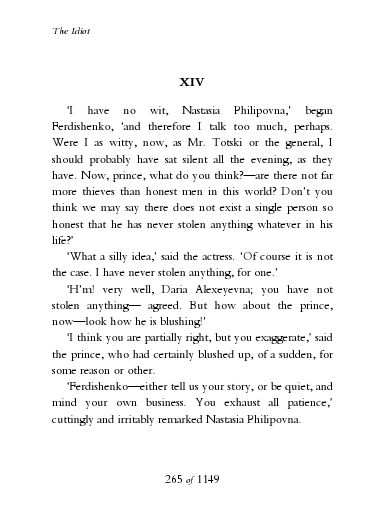 The Idiot
XIV
‘I have no wit, Nastasia Philipovna,’ began
Ferdishenko, ‘and therefore I talk too much, perhaps.
Were I as witty, now, as Mr. Totski or the general, I
should probably have sat silent all the evening, as they
have. Now, prince, what do you think?—are there not far
more thieves than honest men in this world? Don’t you
think we may say there does not exist a single person so
honest that he has never stolen anything whatever in his
life?’
‘What a silly idea,’ said the actress. ‘Of course it is not
the case. I have never stolen anything, for one.’
‘H’m! very well, Daria Alexeyevna; you have not
stolen anything— agreed. But how about the prince,
now—look how he is blushing!’
‘I think you are partially right, but you exaggerate,’ said
the prince, who had certainly blushed up, of a sudden, for
some reason or other.
‘Ferdishenko—either tell us your story, or be quiet, and
mind your own business. You exhaust all patience,’
cuttingly and irritably remarked Nastasia Philipovna.
265 of 1149